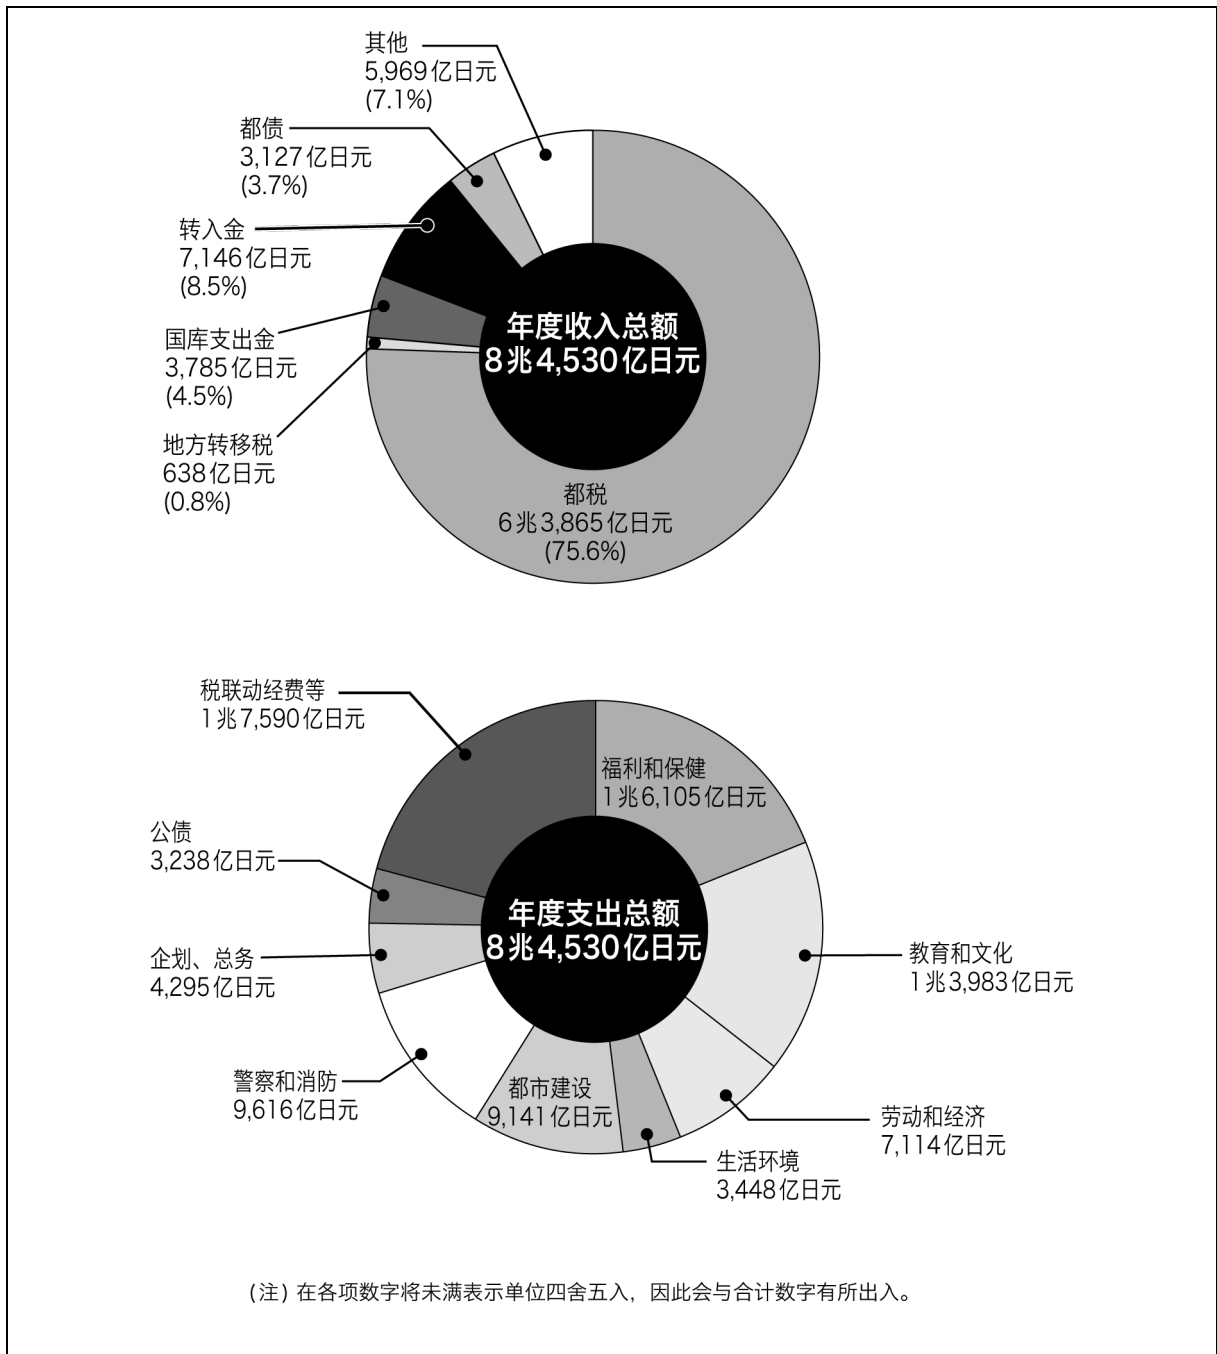 其他
5,969亿日元
(7.1%)
都债
3,127亿日元
(3.7%)
转入金
7,146亿日元
(8.5%)
国库支出金
3,785亿日元
(4.5%)
地方转移税
638亿日元
(0.8%)
年度收入总额
8兆4,530亿日元
都税
6兆3,865亿日元
(75.6%)
税联动经费等
1兆7,590亿日元
福利和保健
1兆6,105亿日元
公债
3,238亿日元
年度支出总额
8兆4,530亿日元
企划、总务
4,295亿日元
教育和文化
1兆3,983亿日元
警察和消防
9,616亿日元
都市建设
9,141亿日元
劳动和经济
7,114亿日元
生活环境
3,448亿日元
(注) 在各项数字将未满表示单位四舍五入，因此会与合计数字有所出入。